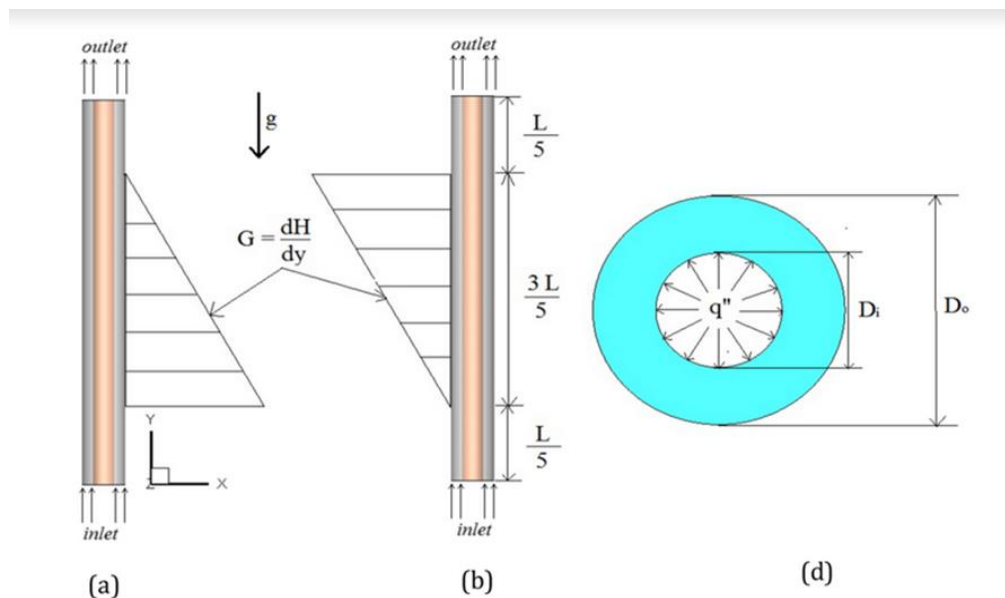 outlet
outlet
g
L
5
G = dH
dy
3 L
5
q"
Dᵢ
Dₒ
L
5
Y
Z
X
inlet
inlet
(a)
(b)
(d)